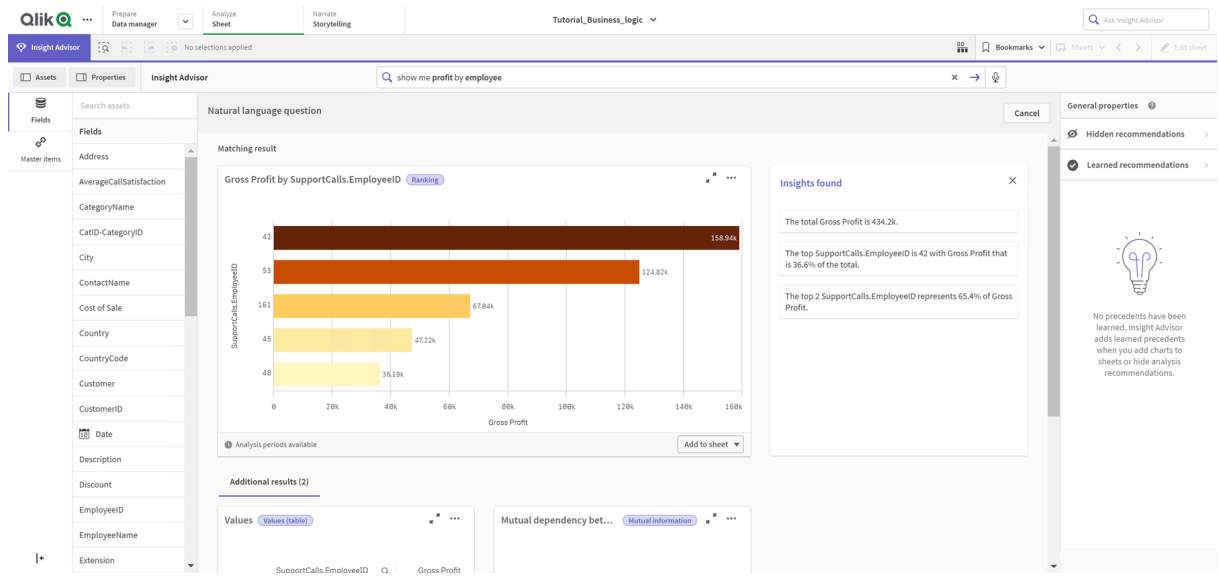 Qlik Q ...
Prepare
Data manager
Analyze
Sheet
Narrate
Storytelling
Tutorial_Business_logic
Ask Insight Advisor
Insight Advisor
No selections applied
Bookmarks
Sheets
Edit sheet
Assets
Properties
Insight Advisor
show me profit by employee
Fields
Master items
Search assets
Fields
Address
AverageCallSatisfaction
CategoryName
CatID-CategoryID
City
ContactName
Cost of Sale
Country
CountryCode
Customer
CustomerID
Date
Description
Discount
EmployeeID
EmployeeName
Extension
Natural language question
Cancel
Matching result
Gross Profit by SupportCalls.EmployeeID
Ranking
SupportCalls.EmployeeID
42
158.94k
53
124.82k
161
67.04k
45
47.22k
48
36.19k
0 20k 40k 60k 80k 100k 120k 140k 160k
Gross Profit
Analysis periods available
Add to sheet
Insights found
The total Gross Profit is 434.2k.
The top SupportCalls.EmployeeID is 42 with Gross Profit that
is 36.6% of the total.
The top 2 SupportCalls.EmployeeID represents 65.4% of Gross
Profit.
Additional results (2)
Values
Values (table)
SupportCalls.EmployeeID
Gross Profit
Mutual dependency bet...
Mutual information
General properties
Hidden recommendations
Learned recommendations
No precedents have been
learned. Insight Advisor
adds learned precedents
when you add charts to
sheets or hide analysis
recommendations.